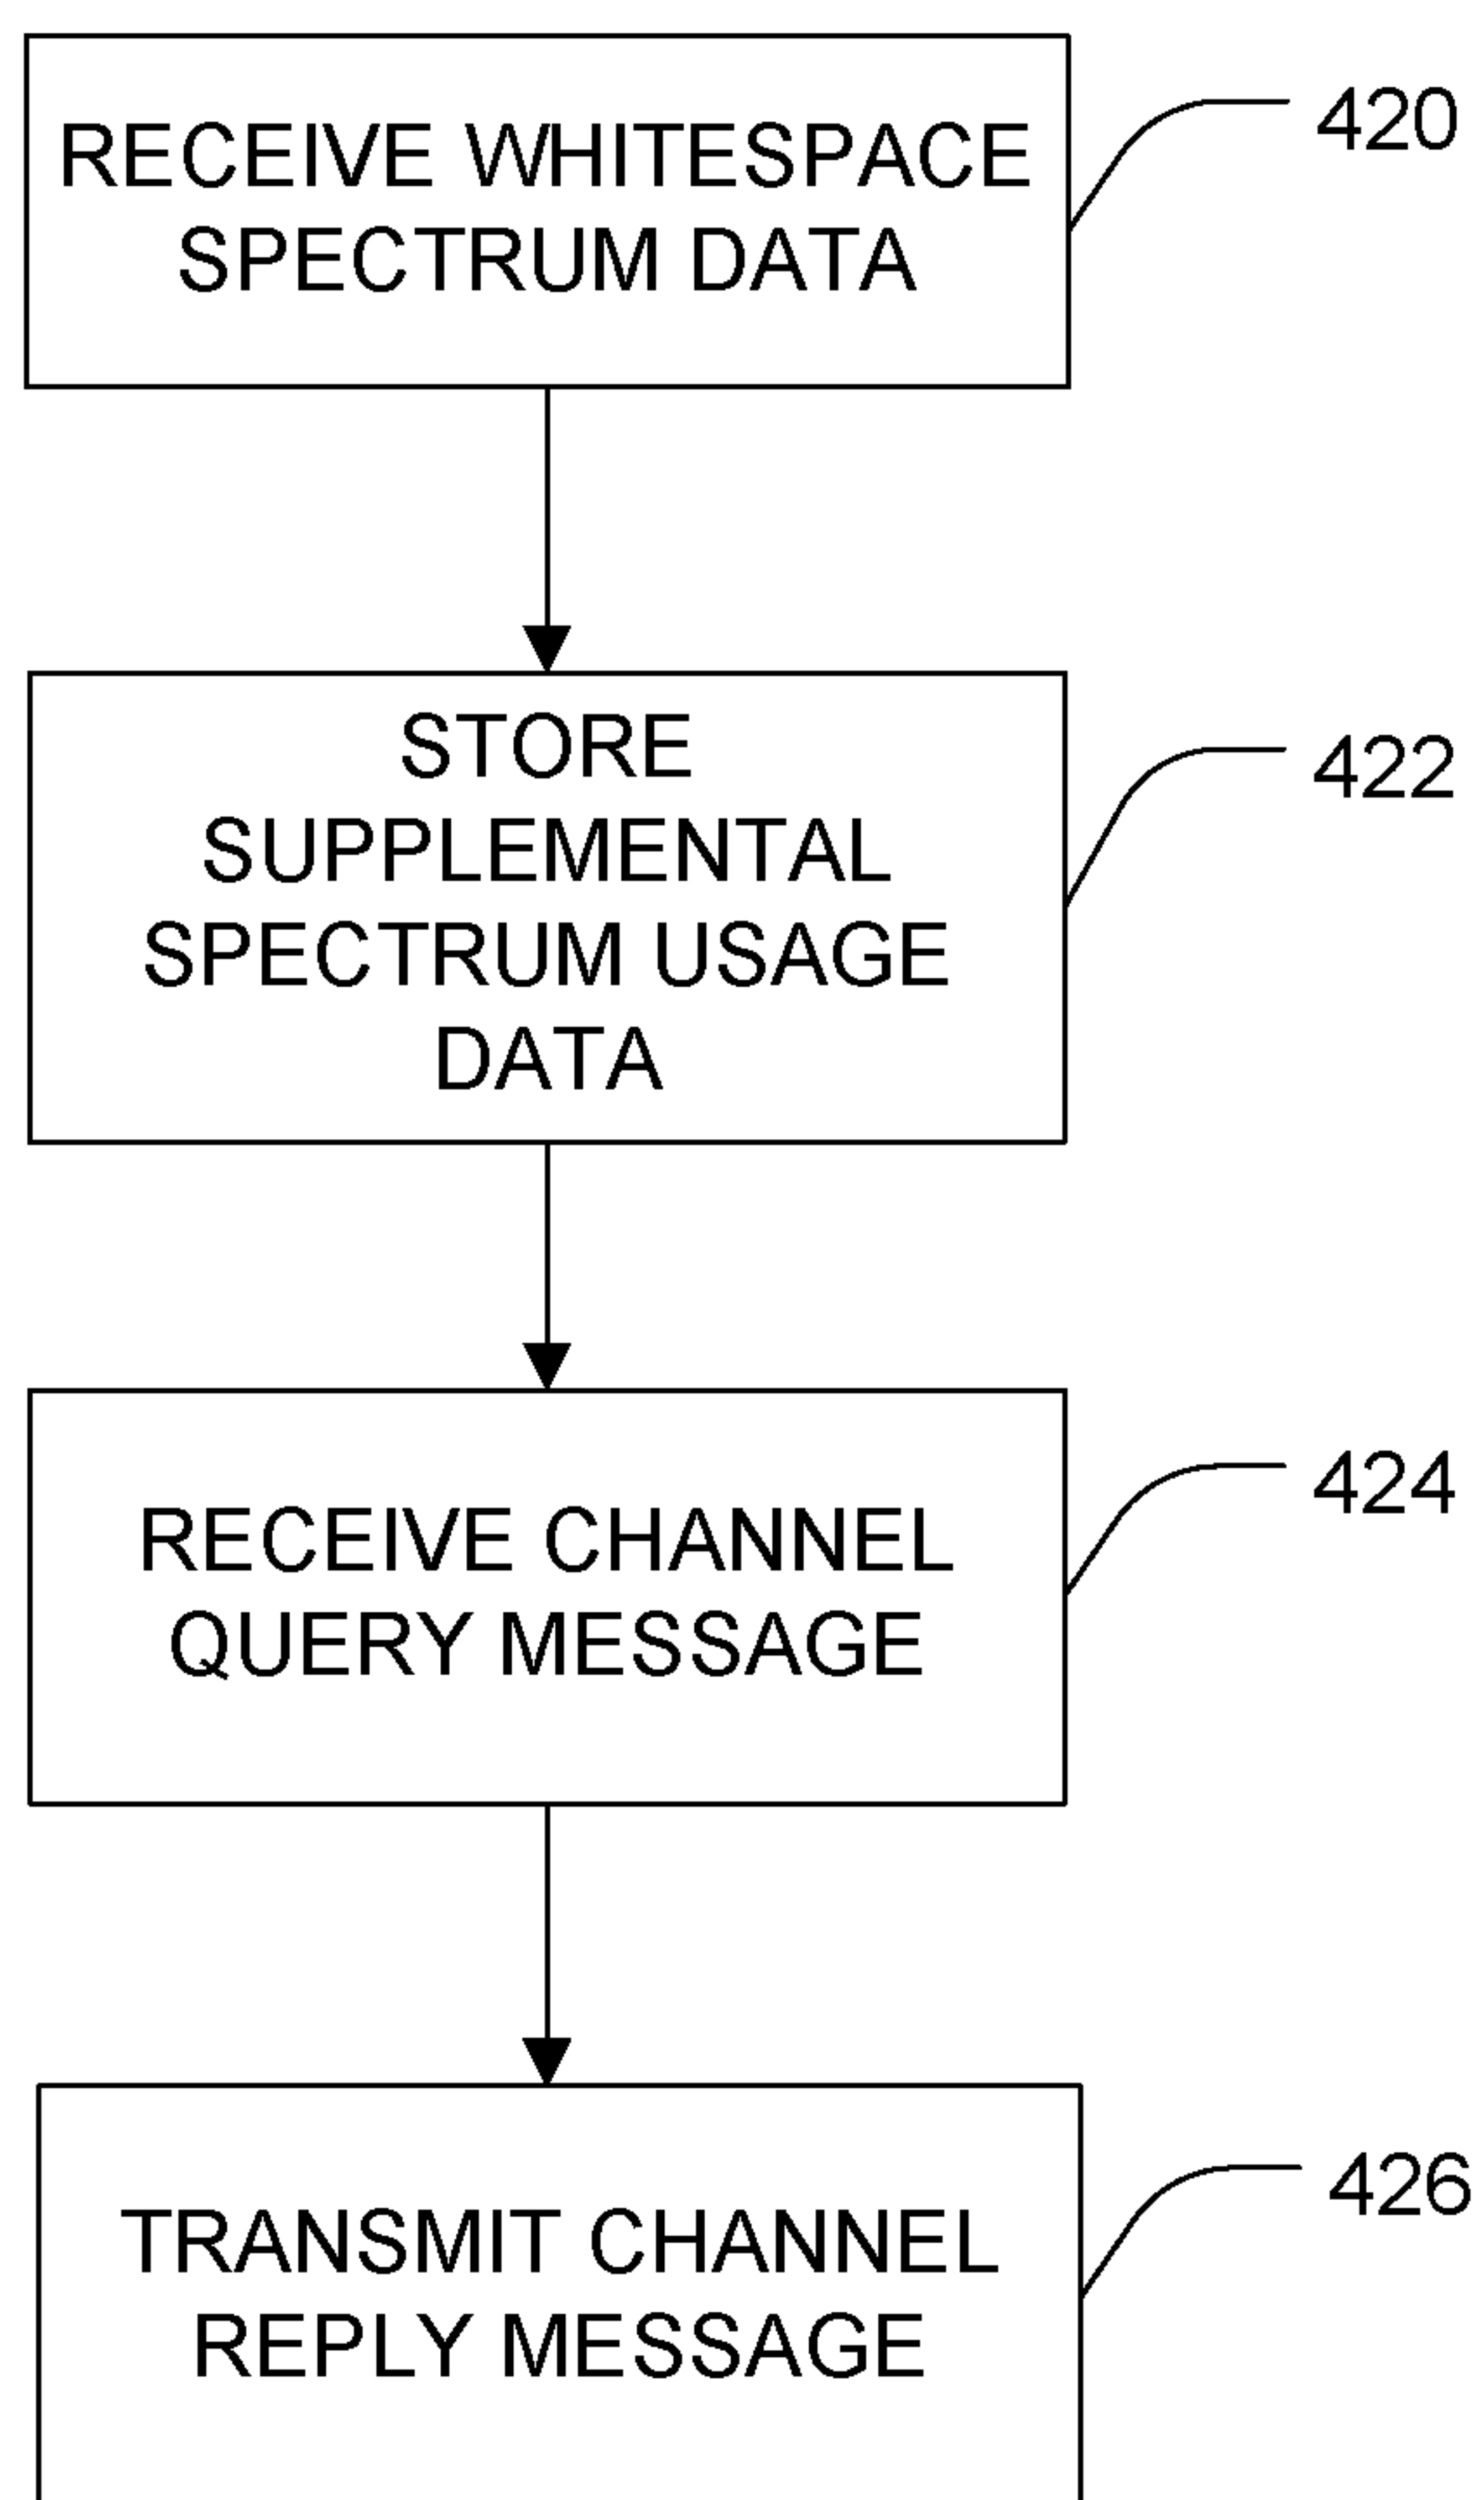 RECEIVE WHITESPACE
SPECTRUM DATA
420
STORE
SUPPLEMENTAL
SPECTRUM USAGE
DATA
422
RECEIVE CHANNEL
QUERY MESSAGE
424
TRANSMIT CHANNEL
REPLY MESSAGE
426